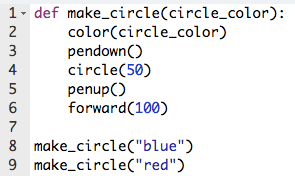 1 def make_circle(circle_color):
2     color(circle_color)
3     pendown()
4     circle(50)
5     penup()
6     forward(100)
7
8 make_circle("blue")
9 make_circle("red")